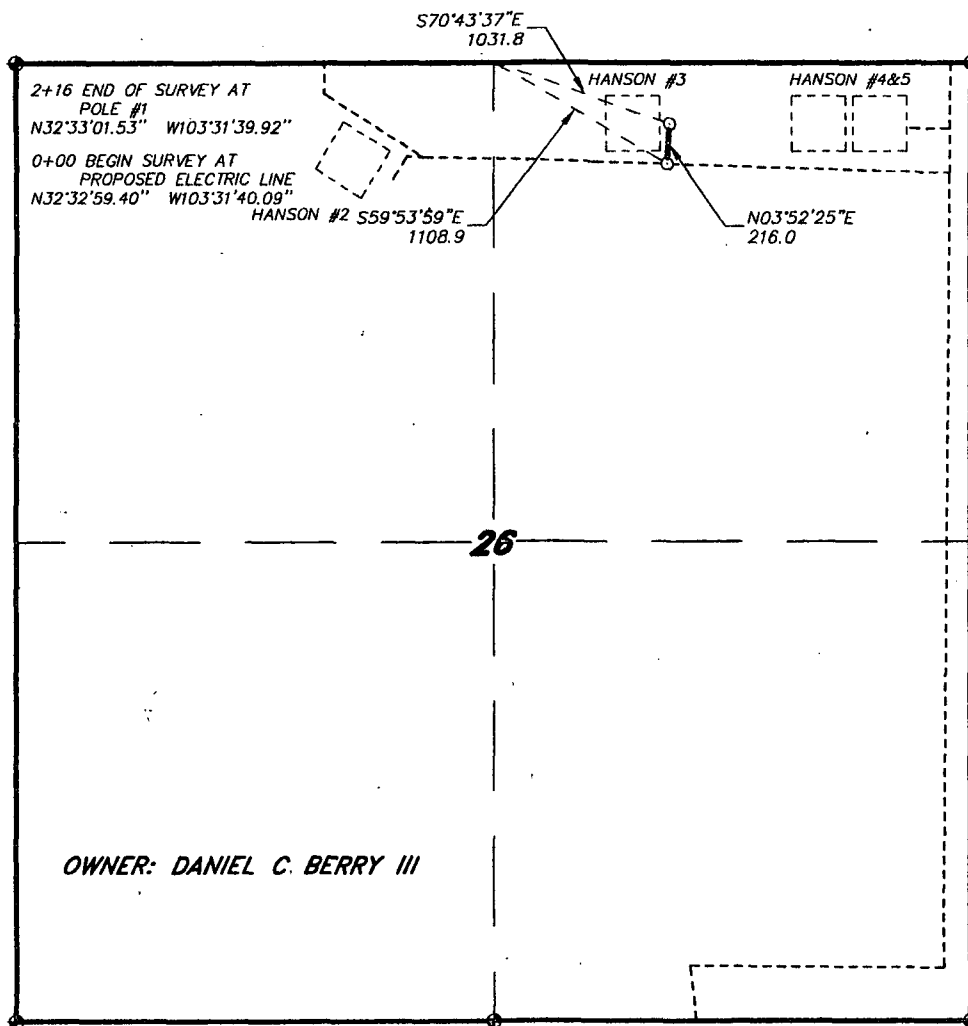 S70°43'37"E
1031.8
2+16 END OF SURVEY AT
POLE #1
N32°33'01.53" W103°31'39.92"
0+00 BEGIN SURVEY AT
PROPOSED ELECTRIC LINE
N32°32'59.40" W103°31'40.09"
HANSON #3
HANSON #4&5
HANSON #2
S59°53'59"E
1108.9
N03°52'25"E
216.0
26
OWNER: DANIEL C. BERRY III